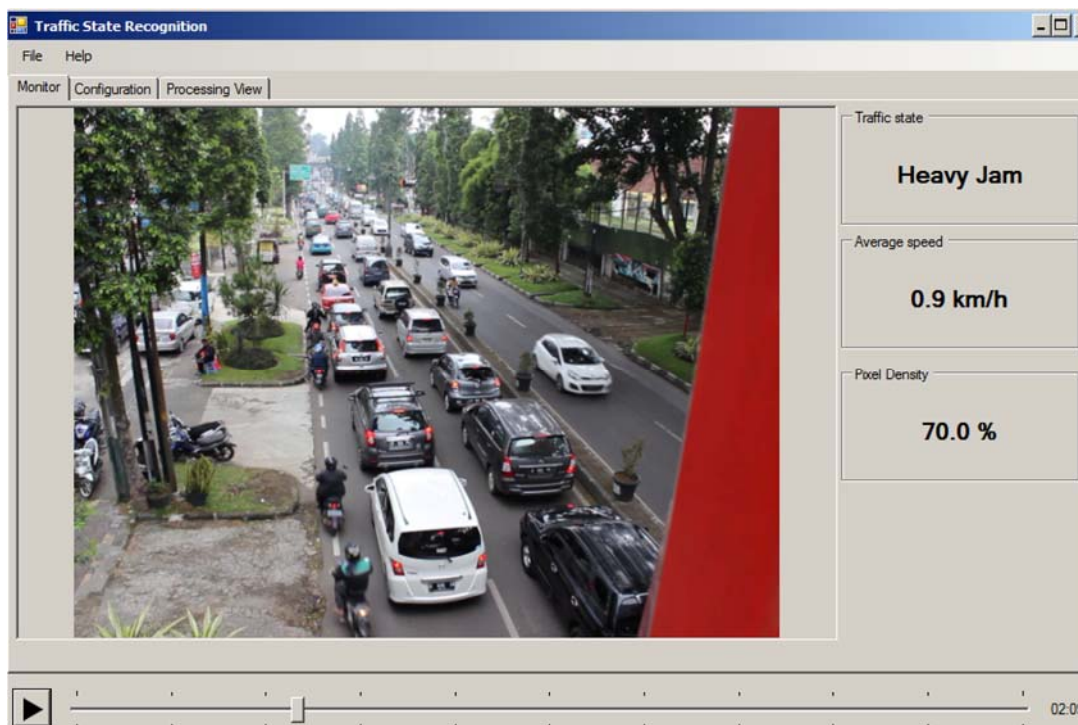 Traffic State Recognition
File Help
Monitor Configuration Processing View
Traffic state
Heavy Jam
Average speed
0.9 km/h
Pixel Density
70.0 %